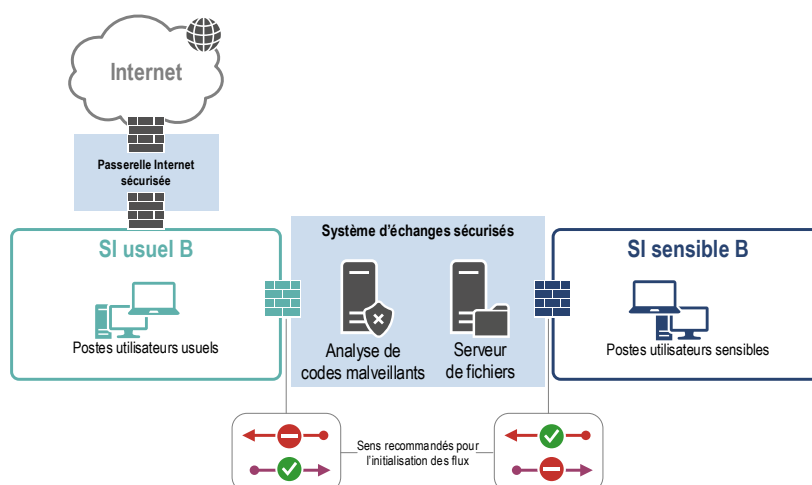 Internet
Passerelle Internet
sécurisée
SI usuel B
Postes utilisateurs usuels
Système d'échanges sécurisés
Analyse de
codes malveillants
Serveur
de fichiers
SI sensible B
Postes utilisateurs sensibles
Sens recommandés pour
l'initialisation des flux